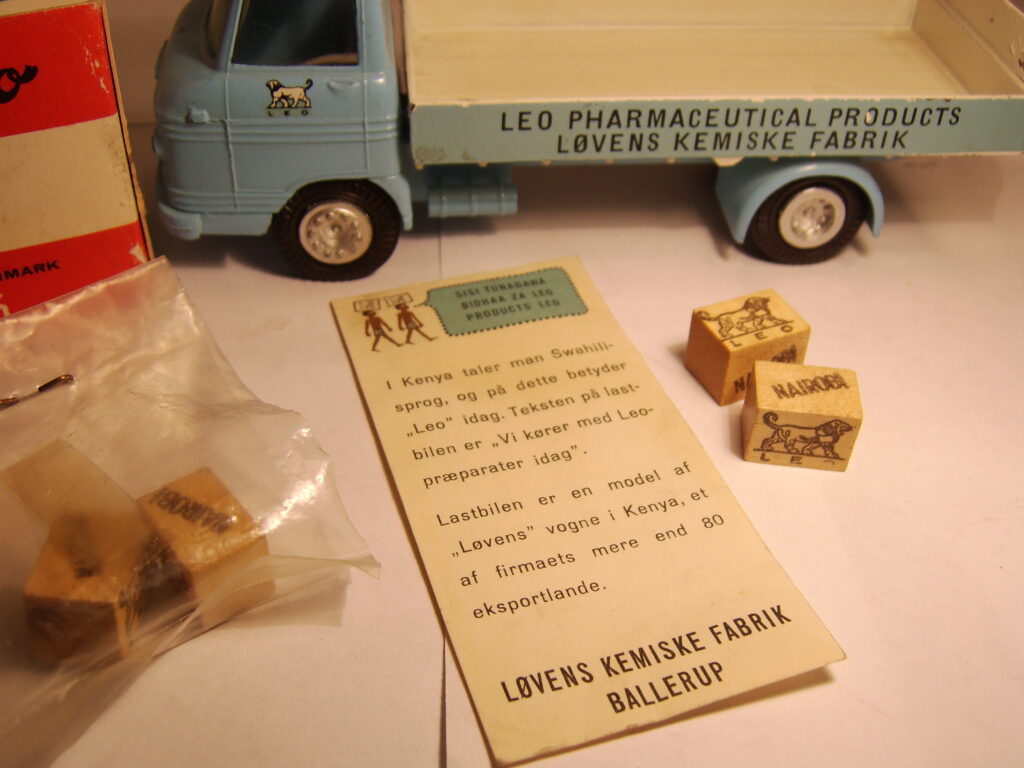 LEO
LEO PHARMACEUTICAL PRODUCTS
LØVENS KEMISKE FABRIK
MARK
SISI TUNAGAWA
BIDHAA ZA LEO
PRODUCTS LEO
I Kenya taler man Swahili-
sprog, og på dette betyder
„Leo” idag. Teksten på last-
bilen er „Vi kører med Leo-
præparater idag”.
Lastbilen er en model af
„Løvens” vogne i Kenya, et
af firmaets mere end 80
eksportlande.
LØVENS KEMISKE FABRIK
BALLERUP
LEO
NAIROBI
LEO